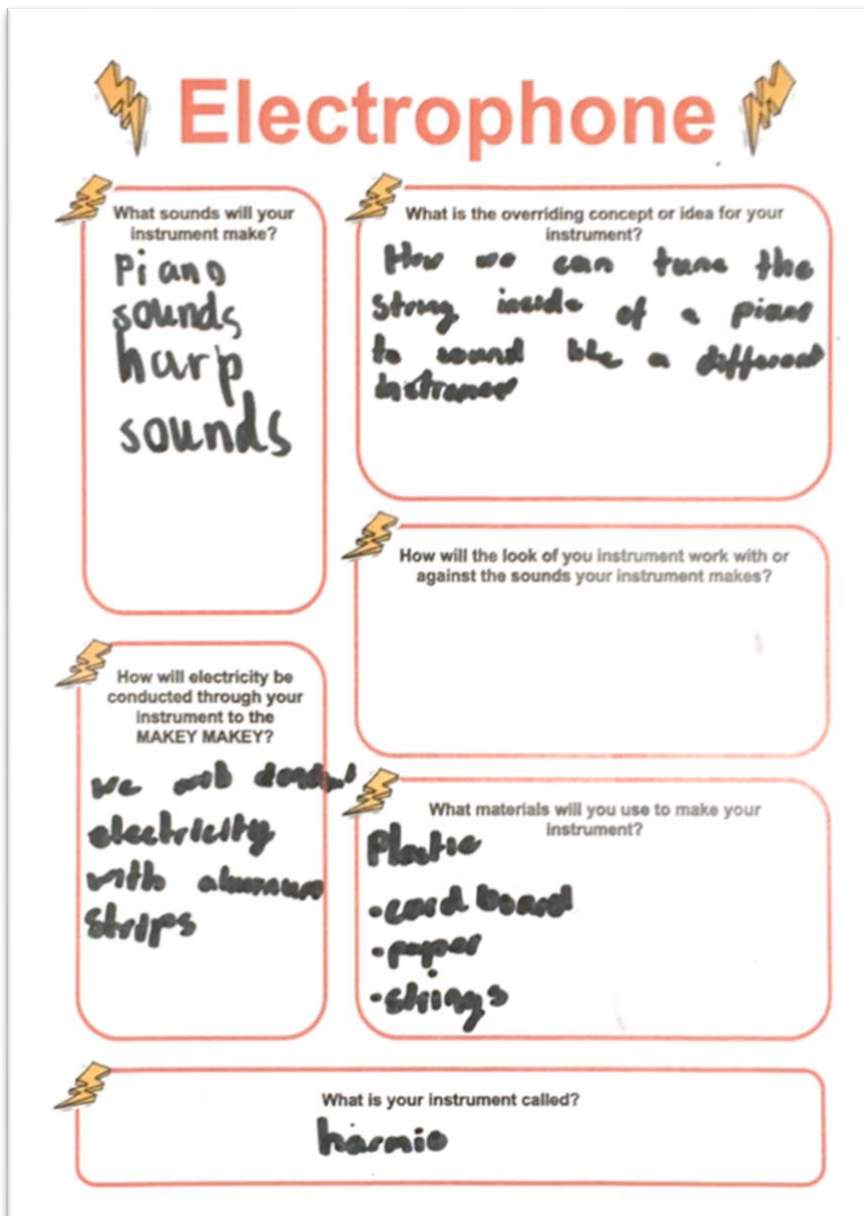 Electrophone
What sounds will your
instrument make?
Piano
sounds
harp
sounds
What is the overriding concept or idea for your
instrument?
How we can tune the
string inside of a piano
to sound like a different
How will the look of you instrument work with or
against the sounds your instrument makes?
How will electricity be
conducted through your
instrument to the
MAKEY MAKEY?
we will
electricity
with
strips
What materials will you use to make your
instrument?
Plastic
•card board
•paper
•strings
What is your instrument called?
harmio